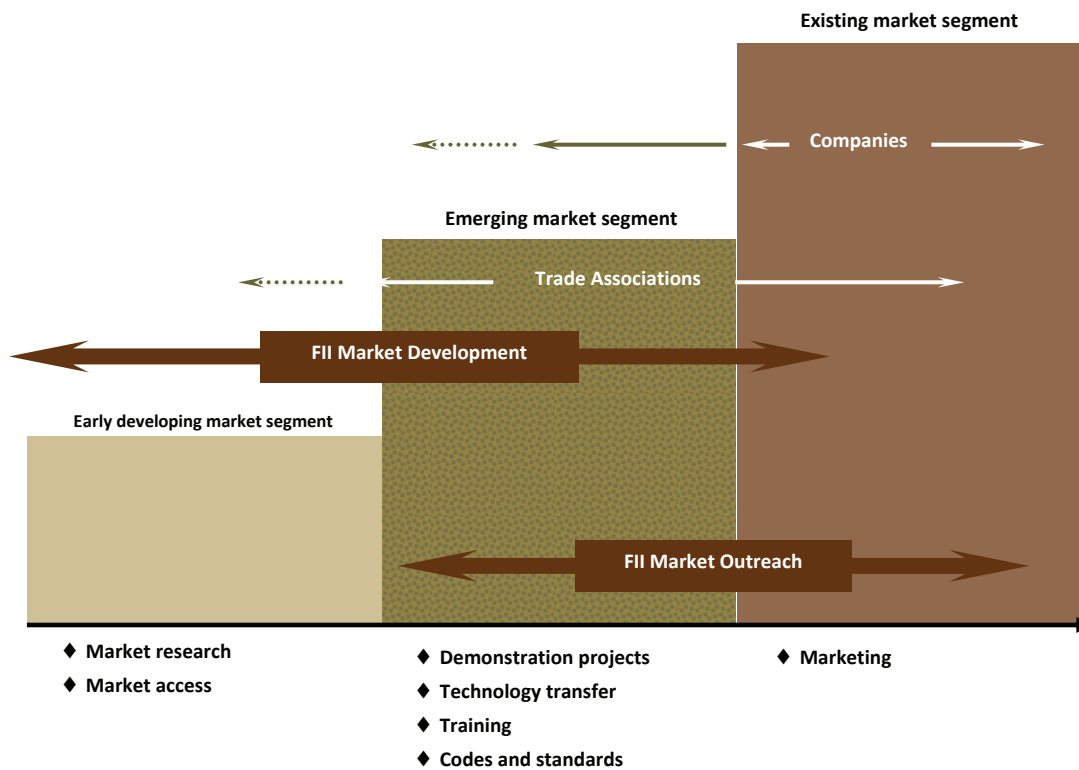 Existing market segment
Companies
Emerging market segment
Trade Associations
FII Market Development
Early developing market segment
FII Market Outreach
♦ Market research
♦ Market access
♦ Demonstration projects
♦ Technology transfer
♦ Training
♦ Codes and standards
♦ Marketing